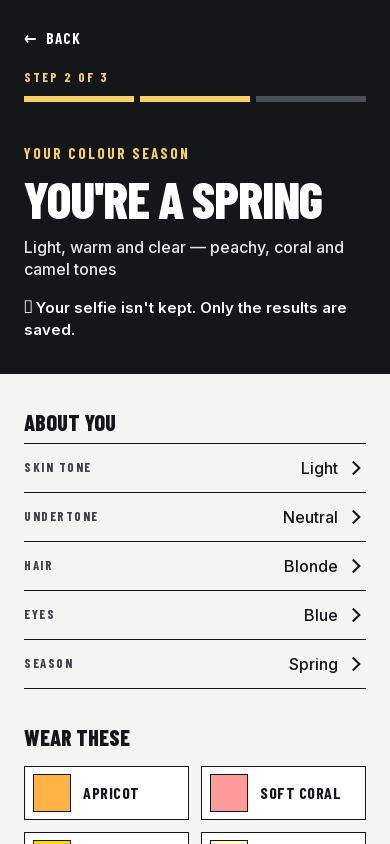 ← BACK
STEP 2 OF 3
YOUR COLOUR SEASON
YOU'RE A SPRING
Light, warm and clear — peachy, coral and
camel tones
Your selfie isn't kept. Only the results are
saved.
ABOUT YOU
SKIN TONE Light
UNDERTONE Neutral
HAIR Blonde
EYES Blue
SEASON Spring
WEAR THESE
APRICOT SOFT CORAL